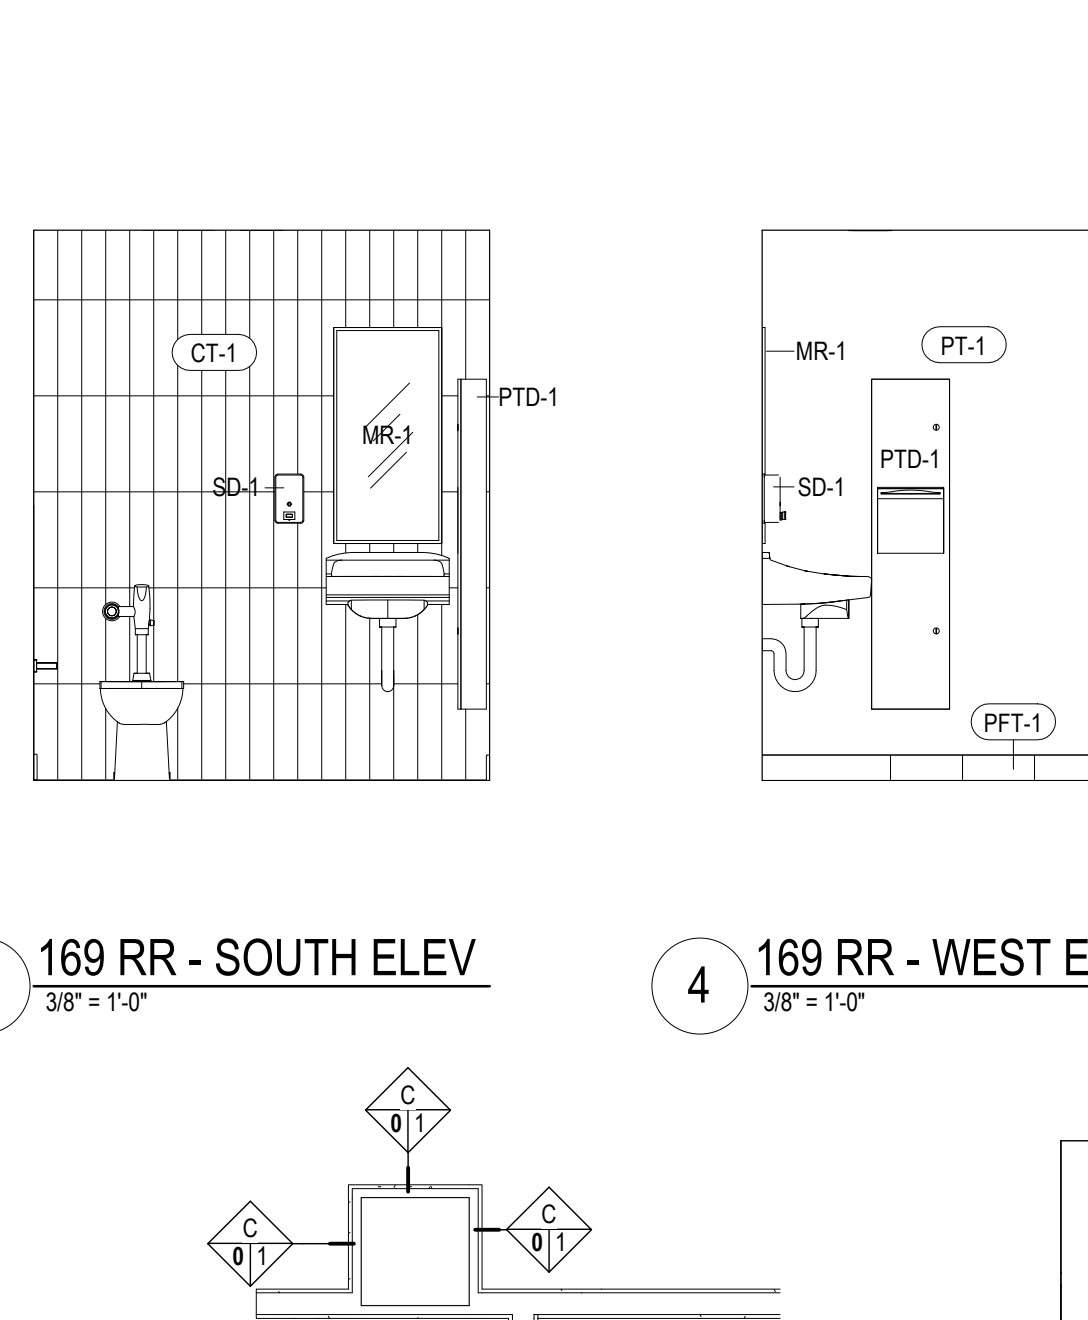 CT-1
MR-1
PT-1
PTD-1
MR-1
PTD-1
SD-1
SD-1
PFT-1
169 RR - SOUTH ELEV
3/8" = 1'-0"
4
169 RR - WEST E
3/8" = 1'-0"
C
0 1
C
0 1
C
0 1